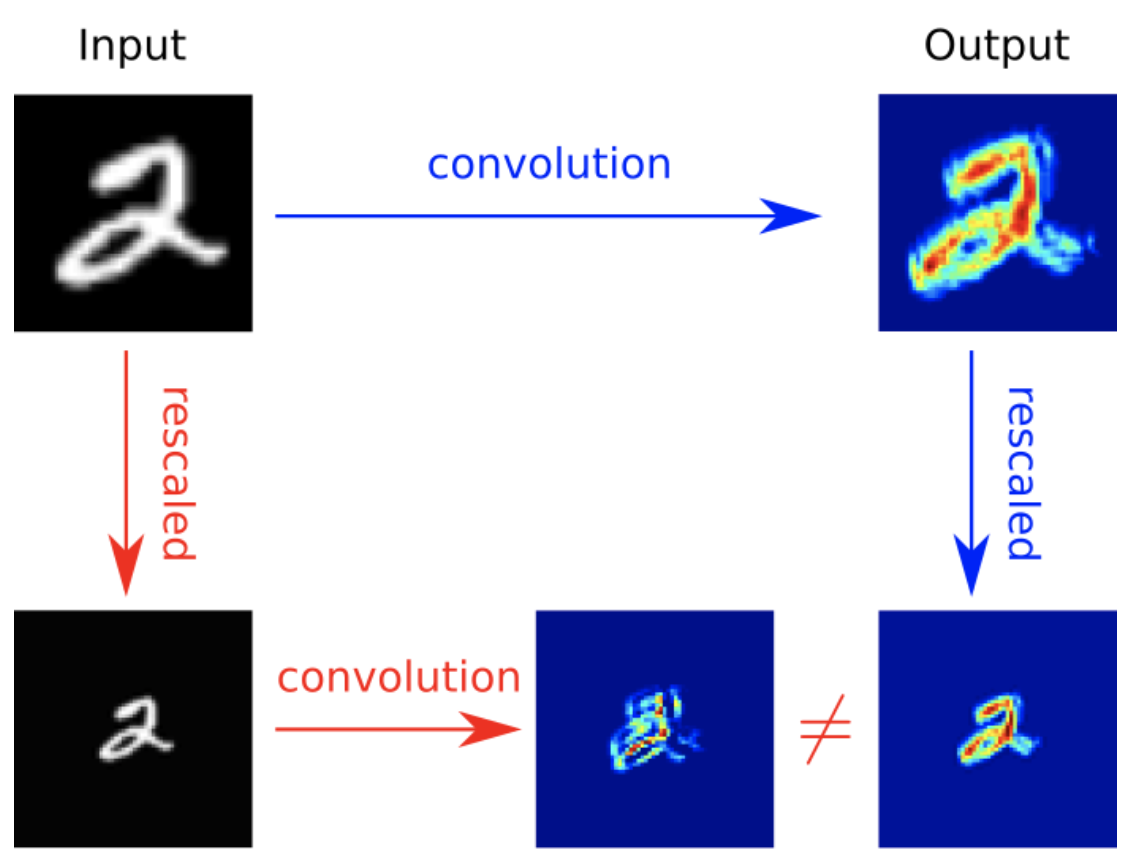 Input
Output
convolution
rescaled
rescaled
convolution
≠